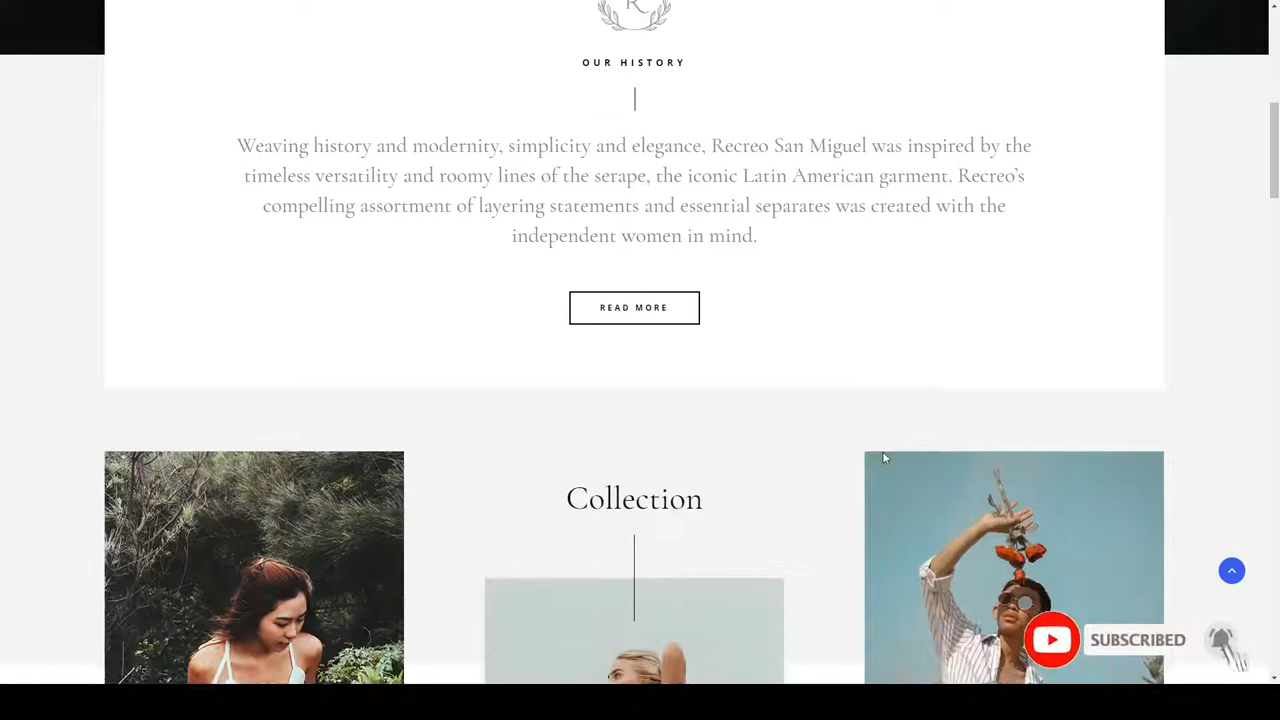 OUR HISTORY
Weaving history and modernity, simplicity and elegance, Recreo San Miguel was inspired by the
timeless versatility and roomy lines of the serape, the iconic Latin American garment. Recreo’s
compelling assortment of layering statements and essential separates was created with the
independent women in mind.
READ MORE
Collection
SUBSCRIBED